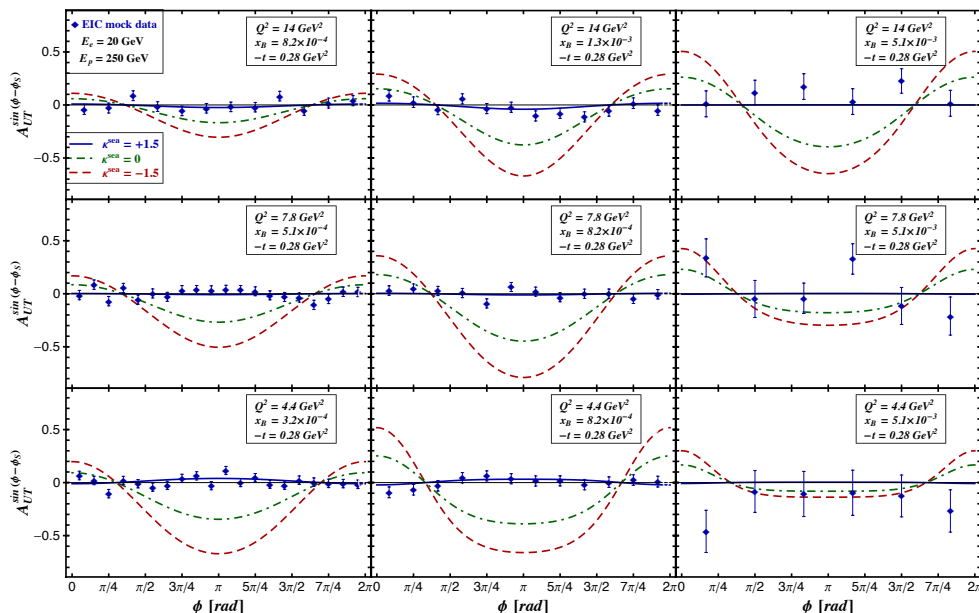 EIC mock data
E_e = 20 GeV
E_p = 250 GeV
Q² = 14 GeV²
x_B = 8.2×10⁻⁴
−t = 0.28 GeV²
Q² = 14 GeV²
x_B = 1.3×10⁻³
−t = 0.28 GeV²
Q² = 14 GeV²
x_B = 5.1×10⁻³
−t = 0.28 GeV²
0.5
0
−0.5
A_UT^sin(ϕ−ϕ_S)
κ^sea = +1.5
κ^sea = 0
κ^sea = −1.5
Q² = 7.8 GeV²
x_B = 5.1×10⁻⁴
−t = 0.28 GeV²
Q² = 7.8 GeV²
x_B = 8.2×10⁻⁴
−t = 0.28 GeV²
Q² = 7.8 GeV²
x_B = 5.1×10⁻³
−t = 0.28 GeV²
0.5
0
−0.5
A_UT^sin(ϕ−ϕ_S)
Q² = 4.4 GeV²
x_B = 3.2×10⁻⁴
−t = 0.28 GeV²
Q² = 4.4 GeV²
x_B = 8.2×10⁻⁴
−t = 0.28 GeV²
Q² = 4.4 GeV²
x_B = 5.1×10⁻³
−t = 0.28 GeV²
0.5
0
−0.5
A_UT^sin(ϕ−ϕ_S)
0 π/4 π/2 3π/4 π 5π/4 3π/2 7π/4 2π
0 π/4 π/2 3π/4 π 5π/4 3π/2 7π/4 2π
0 π/4 π/2 3π/4 π 5π/4 3π/2 7π/4 2π
ϕ [rad]
ϕ [rad]
ϕ [rad]